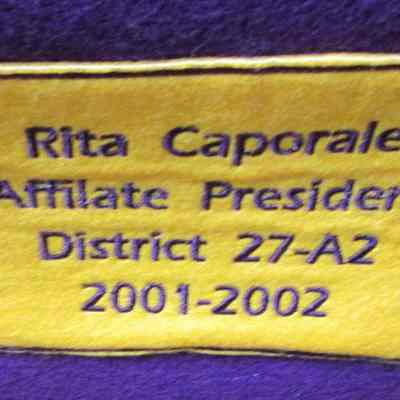 Rita Caporale
Affilate Presiden
District 27-A2
2001-2002